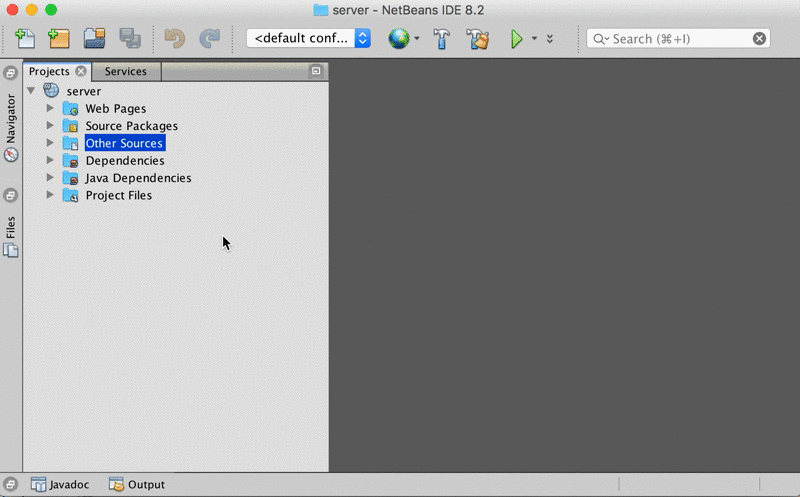 server - NetBeans IDE 8.2
<default conf...
Search (⌘+I)
Projects
Services
Navigator
Files
server
Web Pages
Source Packages
Other Sources
Dependencies
Java Dependencies
Project Files
Javadoc
Output